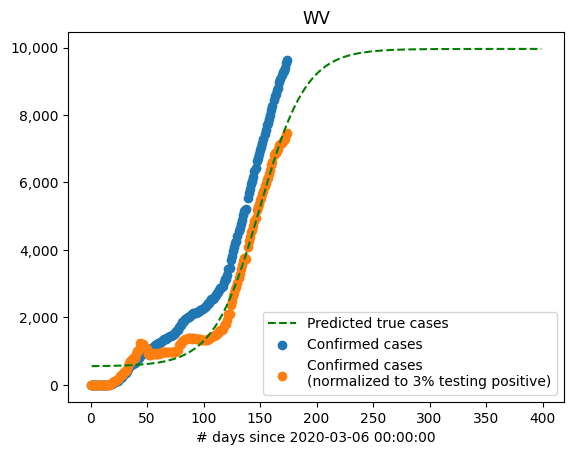 WV
10,000
8,000
6,000
4,000
2,000
0
Predicted true cases
Confirmed cases
Confirmed cases
(normalized to 3% testing positive)
0 50 100 150 200 250 300 350 400
# days since 2020-03-06 00:00:00